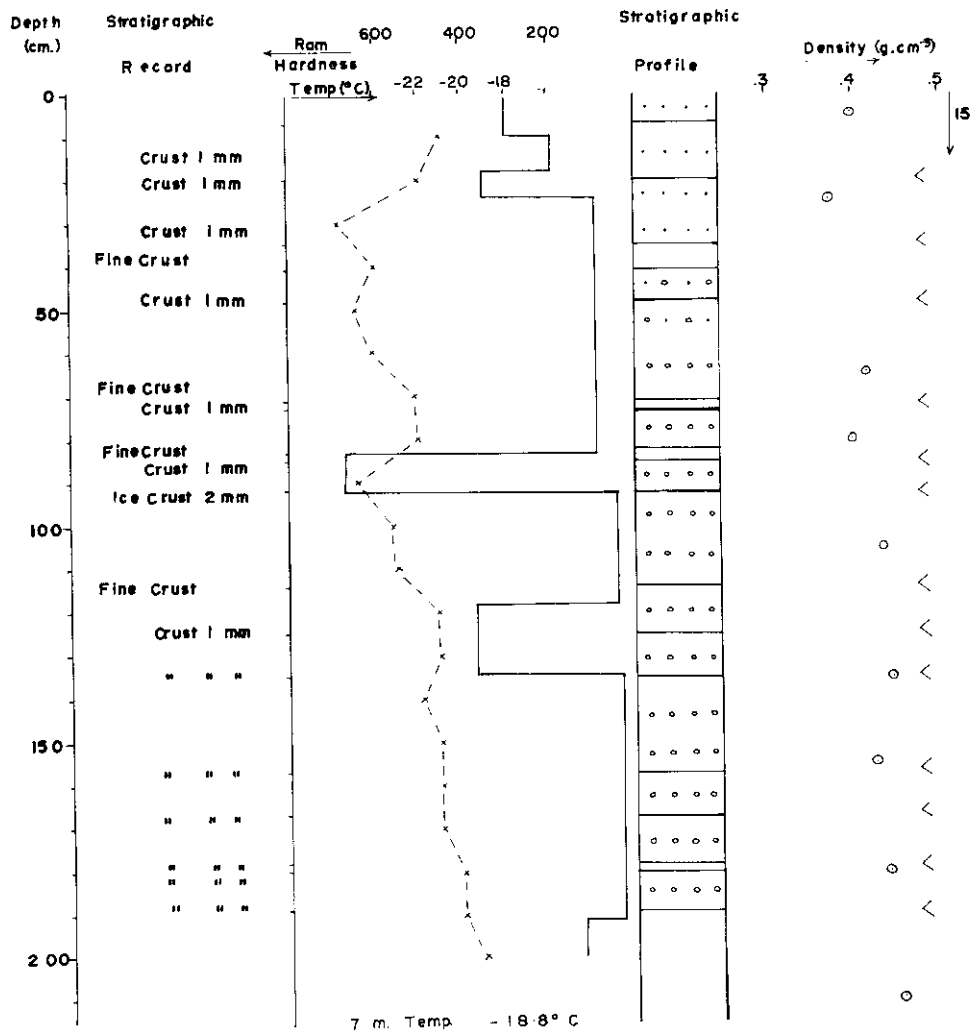 Depth Stratigraphic 600 400 200 Stratigraphic
(cm.) Ram Density (g.cm⁻³)
Record Hardness Profile
Temp (°C) -22 -20 -18 .3 .4 .5
0 15
Crust 1 mm
Crust 1 mm
Crust 1 mm
Fine Crust
Crust 1 mm
50
Fine Crust
Crust 1 mm
Fine Crust
Crust 1 mm
Ice Crust 2 mm
100
Fine Crust
Crust 1 mm
" " "
150
" " "
" " "
" " "
" " "
" " "
200
7 m. Temp -18.8° C